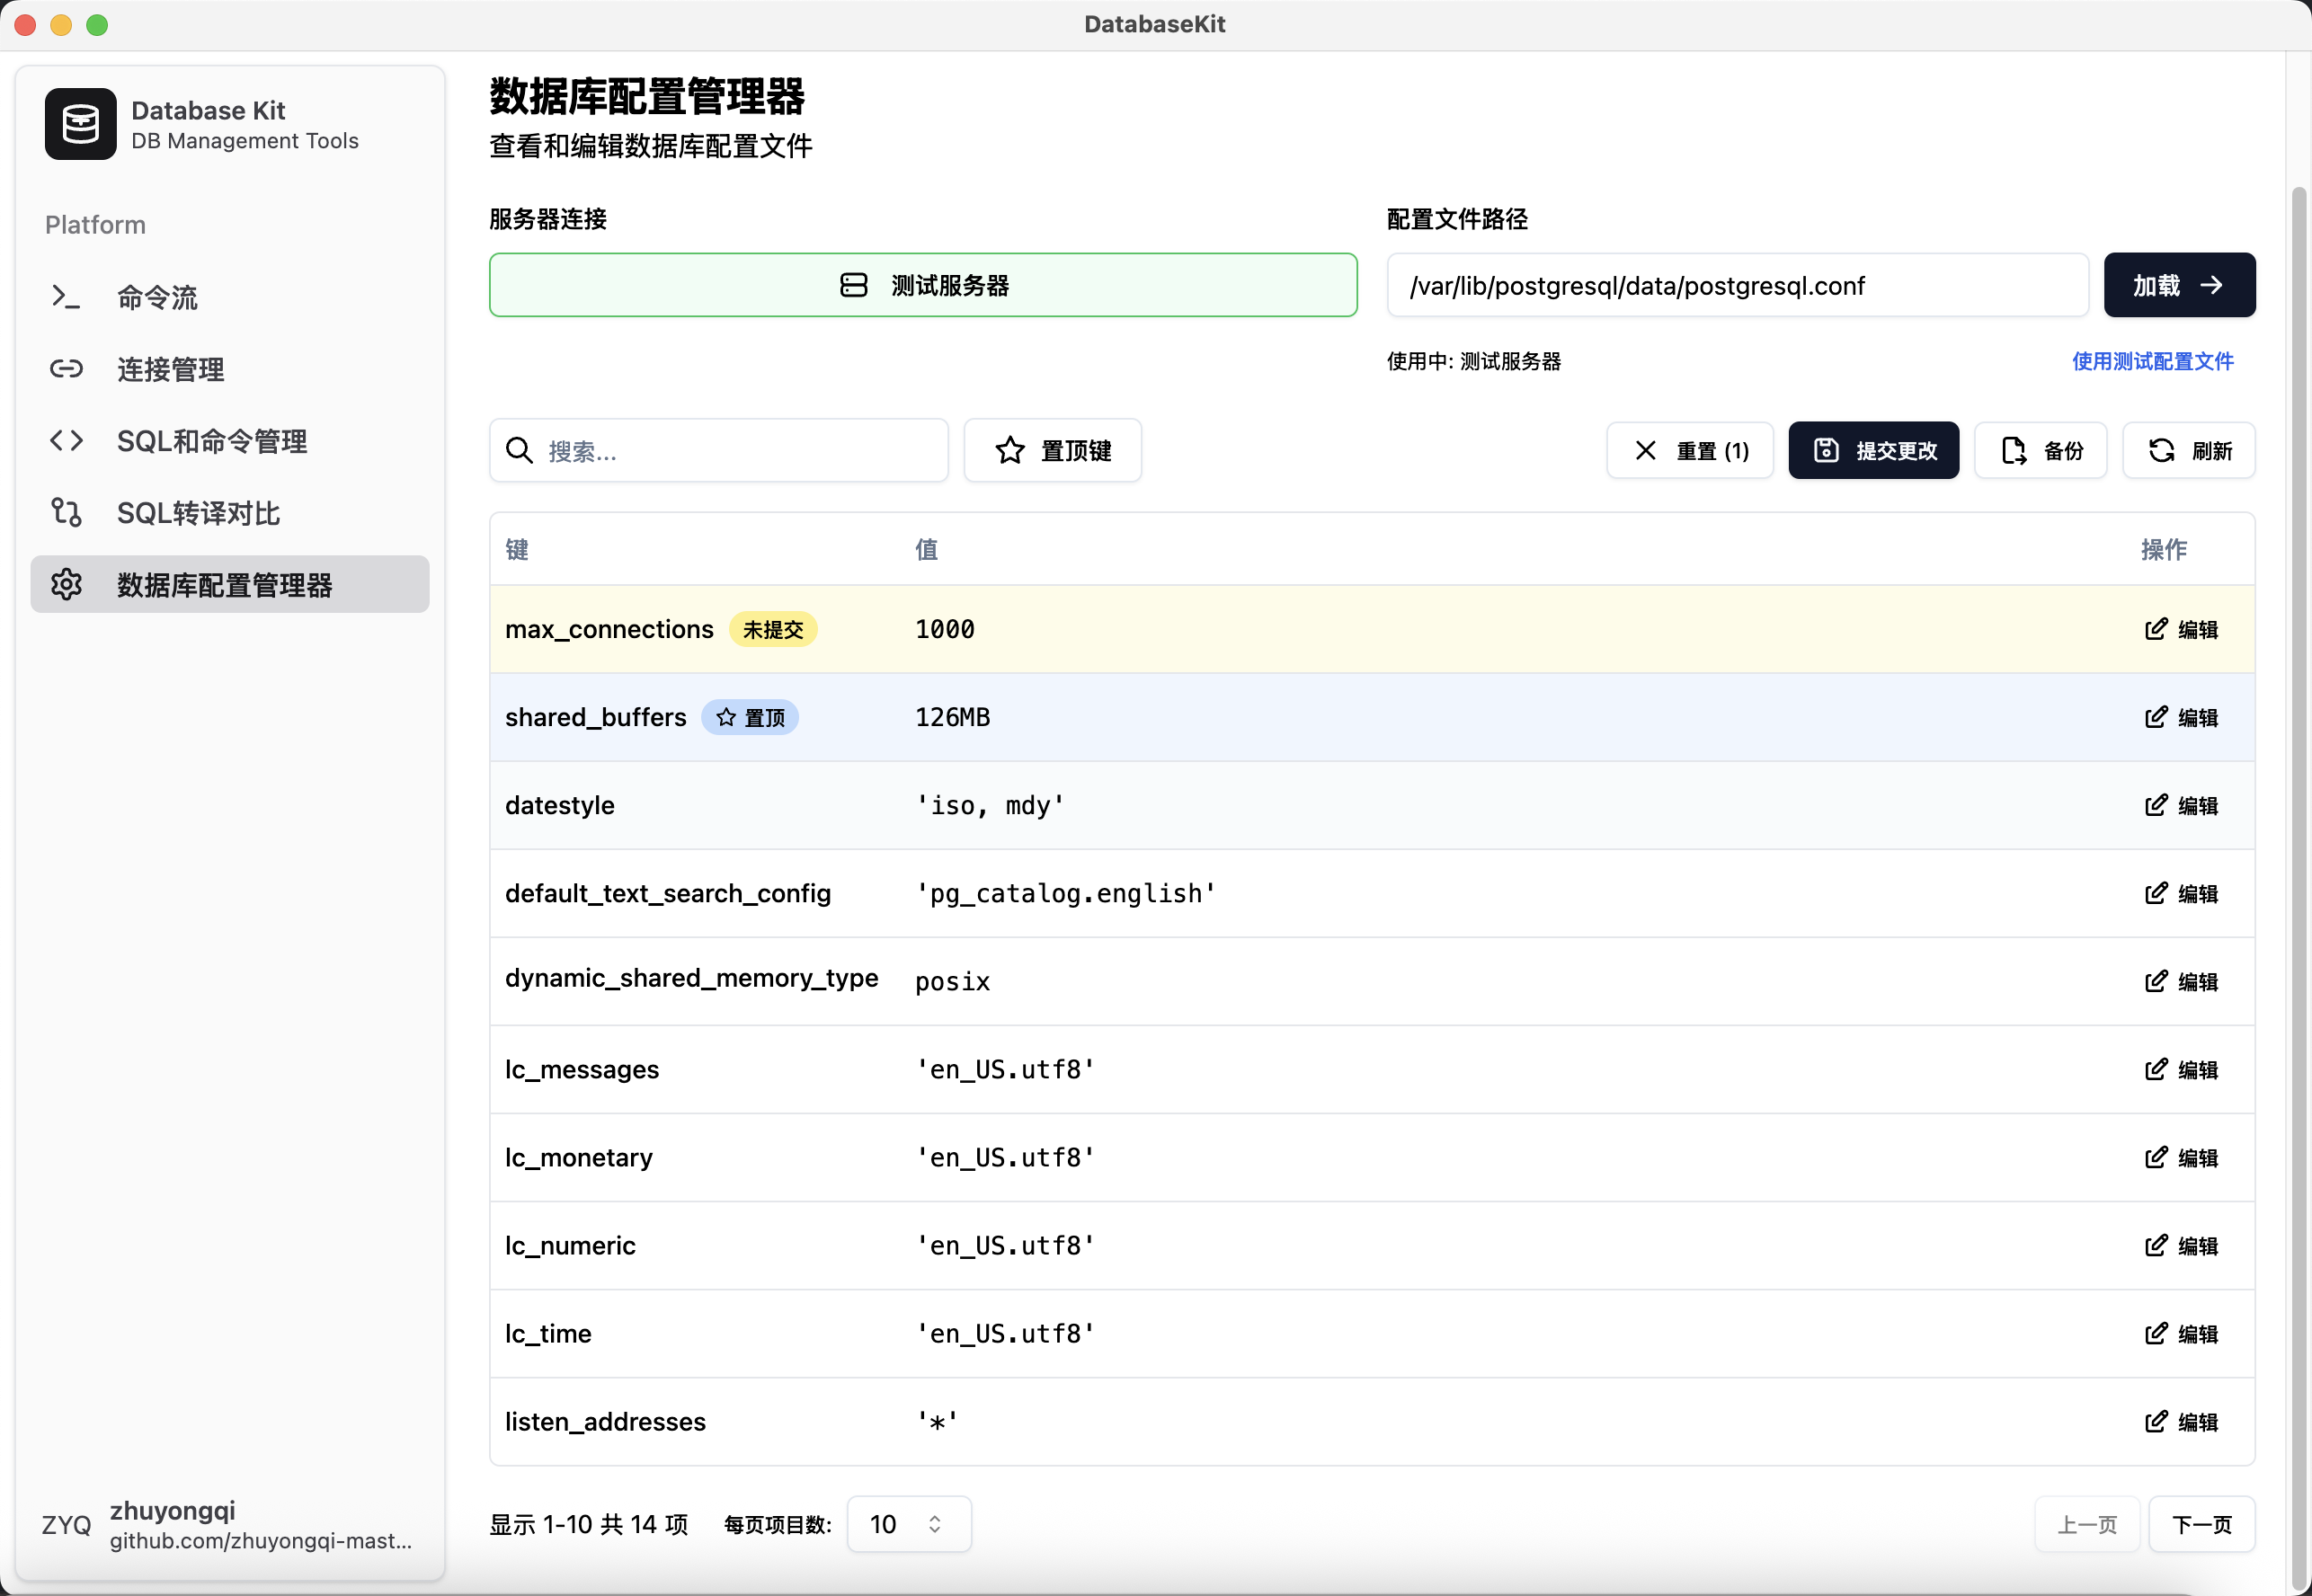 DatabaseKit
Database Kit
DB Management Tools
Platform
命令流
连接管理
SQL和命令管理
SQL转译对比
数据库配置管理器
ZYQ
zhuyongqi
github.com/zhuyongqi-mast...
数据库配置管理器
查看和编辑数据库配置文件
服务器连接
测试服务器
配置文件路径
/var/lib/postgresql/data/postgresql.conf
加载
使用中: 测试服务器
使用测试配置文件
搜索...
置顶键
重置 (1)
提交更改
备份
刷新
键 值 操作
max_connections 未提交 1000 编辑
shared_buffers 置顶 126MB 编辑
datestyle 'iso, mdy' 编辑
default_text_search_config 'pg_catalog.english' 编辑
dynamic_shared_memory_type posix 编辑
lc_messages 'en_US.utf8' 编辑
lc_monetary 'en_US.utf8' 编辑
lc_numeric 'en_US.utf8' 编辑
lc_time 'en_US.utf8' 编辑
listen_addresses '*' 编辑
显示 1-10 共 14 项 每页项目数: 10 上一页 下一页